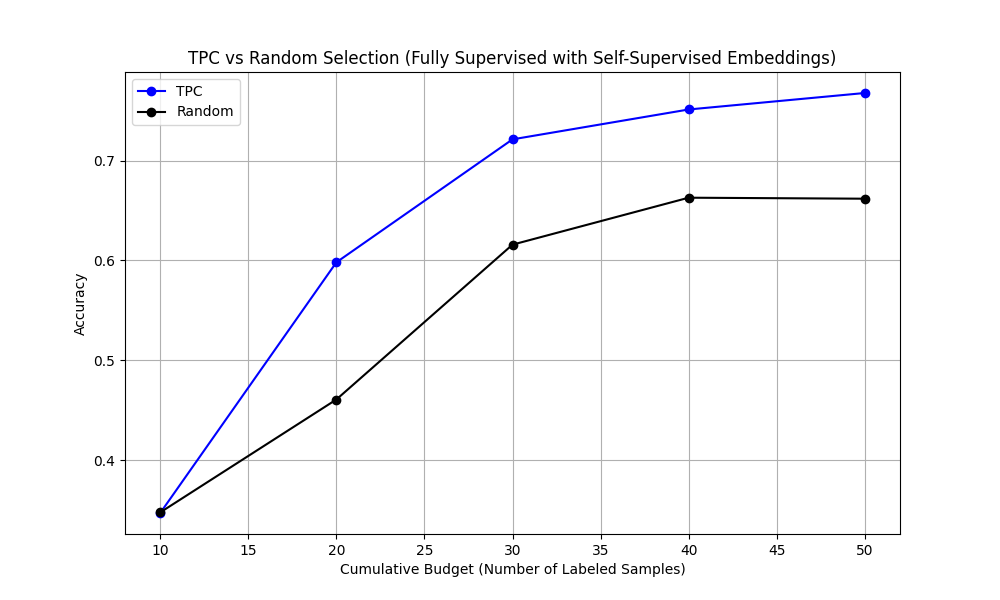 TPC vs Random Selection (Fully Supervised with Self-Supervised Embeddings)
TPC
Random
0.7
0.6
0.5
0.4
Accuracy
10 15 20 25 30 35 40 45 50
Cumulative Budget (Number of Labeled Samples)